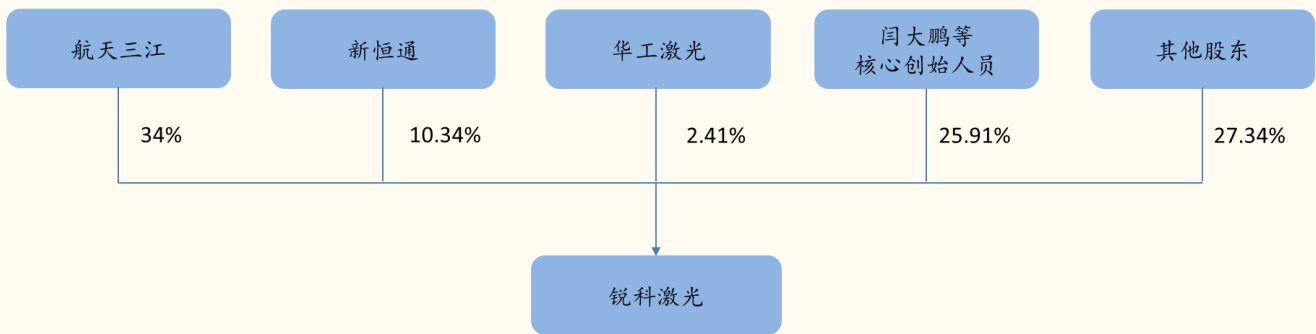 航天三江
新恒通
华工激光
闫大鹏等
核心创始人员
其他股东
34%
10.34%
2.41%
25.91%
27.34%
锐科激光